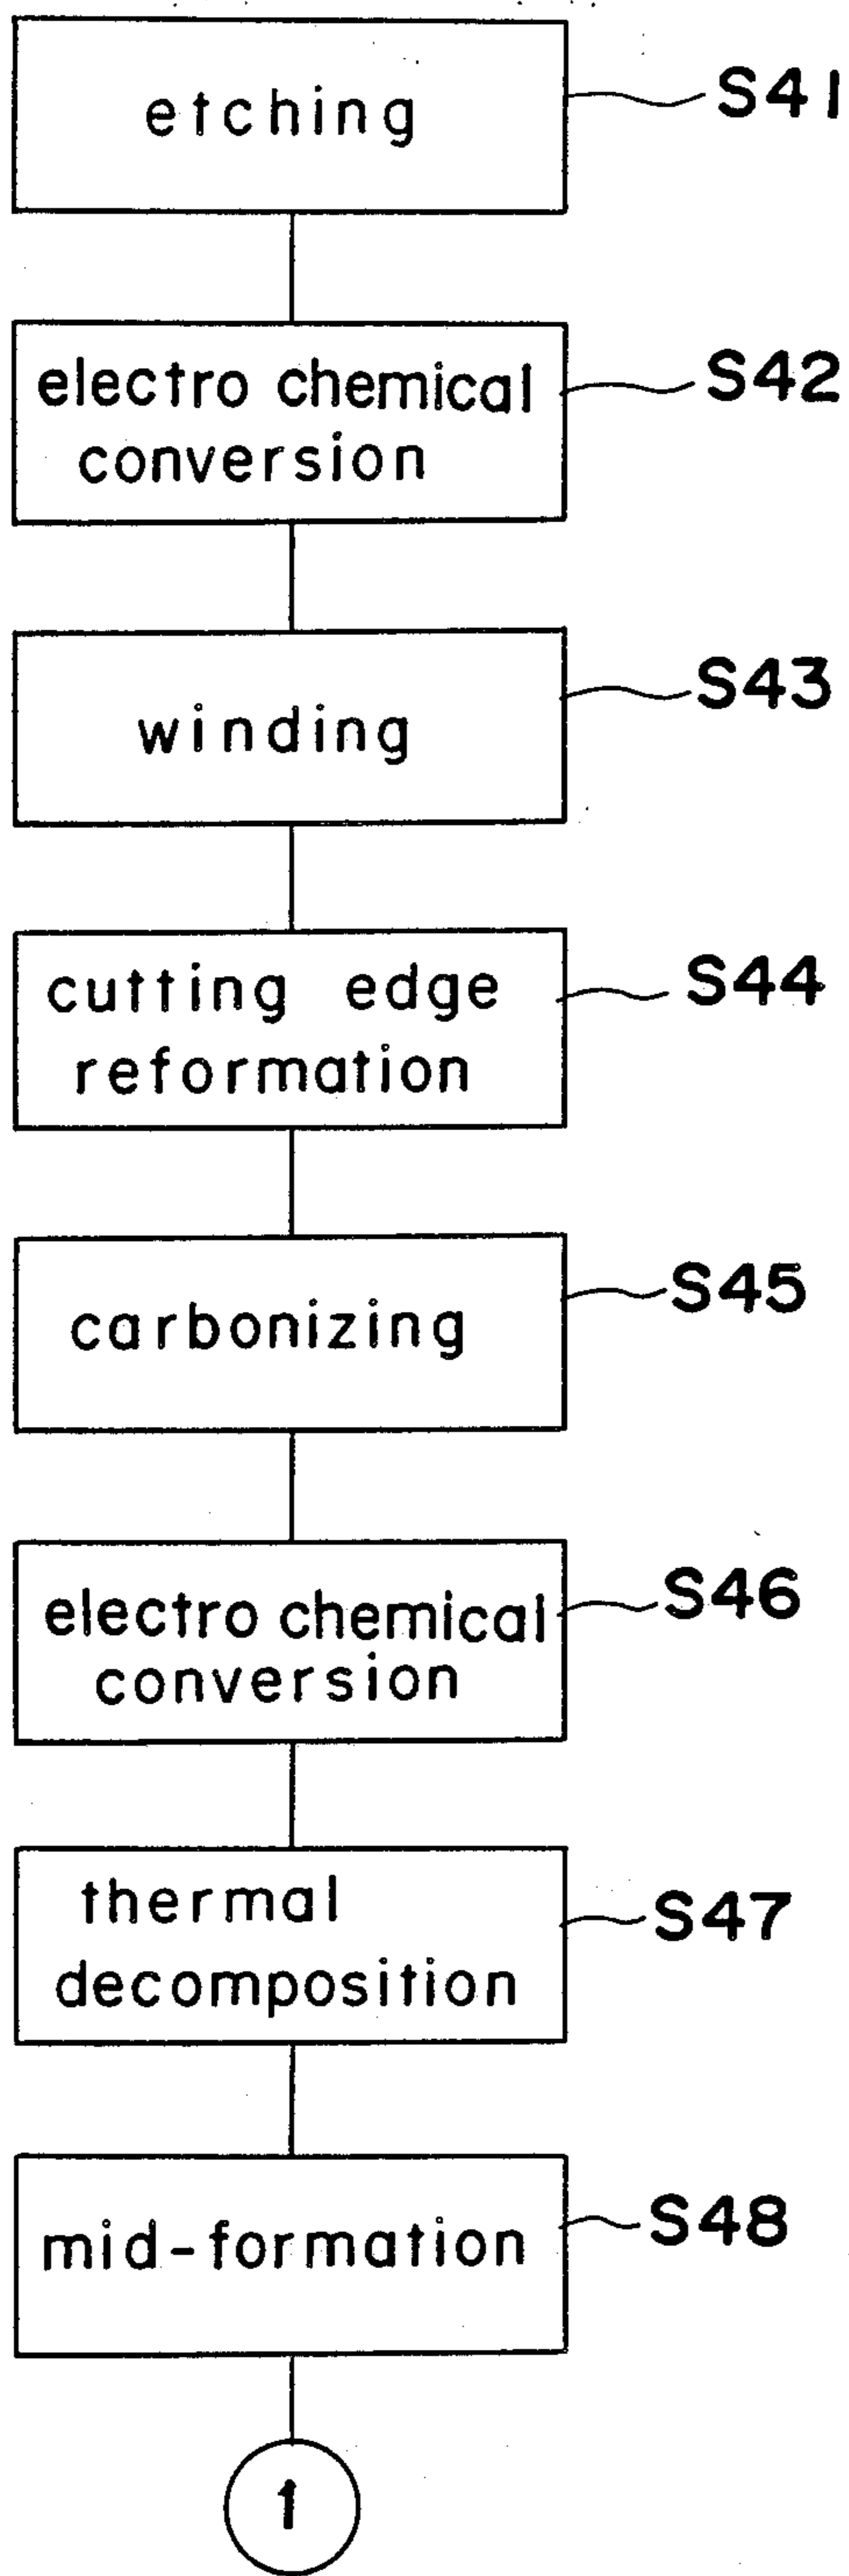 etching
S41
electro chemical
conversion
S42
winding
S43
cutting edge
reformation
S44
carbonizing
S45
electro chemical
conversion
S46
thermal
decomposition
S47
mid-formation
S48
1